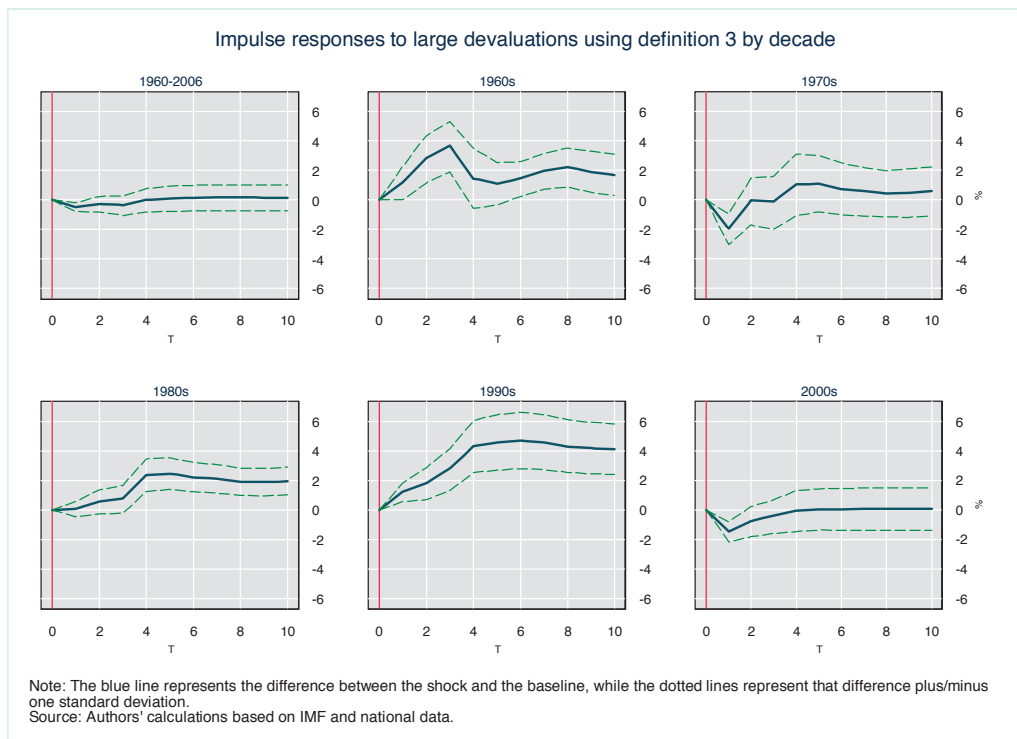 Impulse responses to large devaluations using definition 3 by decade
1960-2006
1960s
1970s
6
4
2
0
-2
-4
-6
6
4
2
0
-2
-4
-6
6
4
2
0
-2
-4
-6
%
0 2 4 6 8 10
0 2 4 6 8 10
0 2 4 6 8 10
T
T
T
1980s
1990s
2000s
6
4
2
0
-2
-4
-6
6
4
2
0
-2
-4
-6
6
4
2
0
-2
-4
-6
%
0 2 4 6 8 10
0 2 4 6 8 10
0 2 4 6 8 10
T
T
T
Note: The blue line represents the difference between the shock and the baseline, while the dotted lines represent that difference plus/minus
one standard deviation.
Source: Authors' calculations based on IMF and national data.